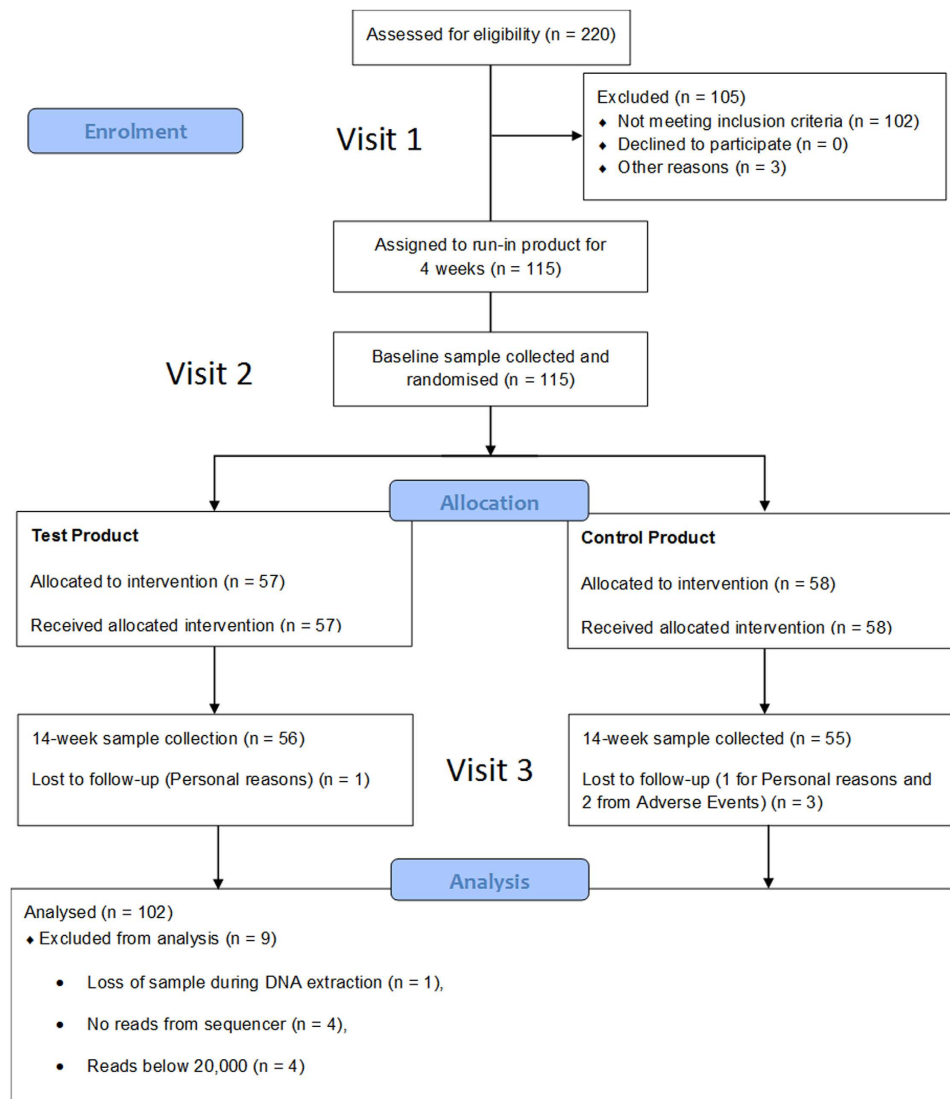 Assessed for eligibility (n = 220)
Excluded (n = 105)
⬥ Not meeting inclusion criteria (n = 102)
⬥ Declined to participate (n = 0)
⬥ Other reasons (n = 3)
Enrolment
Visit 1
Assigned to run-in product for
4 weeks (n = 115)
Visit 2
Baseline sample collected and
randomised (n = 115)
Allocation
Test Product
Allocated to intervention (n = 57)
Received allocated intervention (n = 57)
Control Product
Allocated to intervention (n = 58)
Received allocated intervention (n = 58)
14-week sample collection (n = 56)
Lost to follow-up (Personal reasons) (n = 1)
Visit 3
14-week sample collected (n = 55)
Lost to follow-up (1 for Personal reasons and
2 from Adverse Events) (n = 3)
Analysis
Analysed (n = 102)
⬥ Excluded from analysis (n = 9)
• Loss of sample during DNA extraction (n = 1),
• No reads from sequencer (n = 4),
• Reads below 20,000 (n = 4)